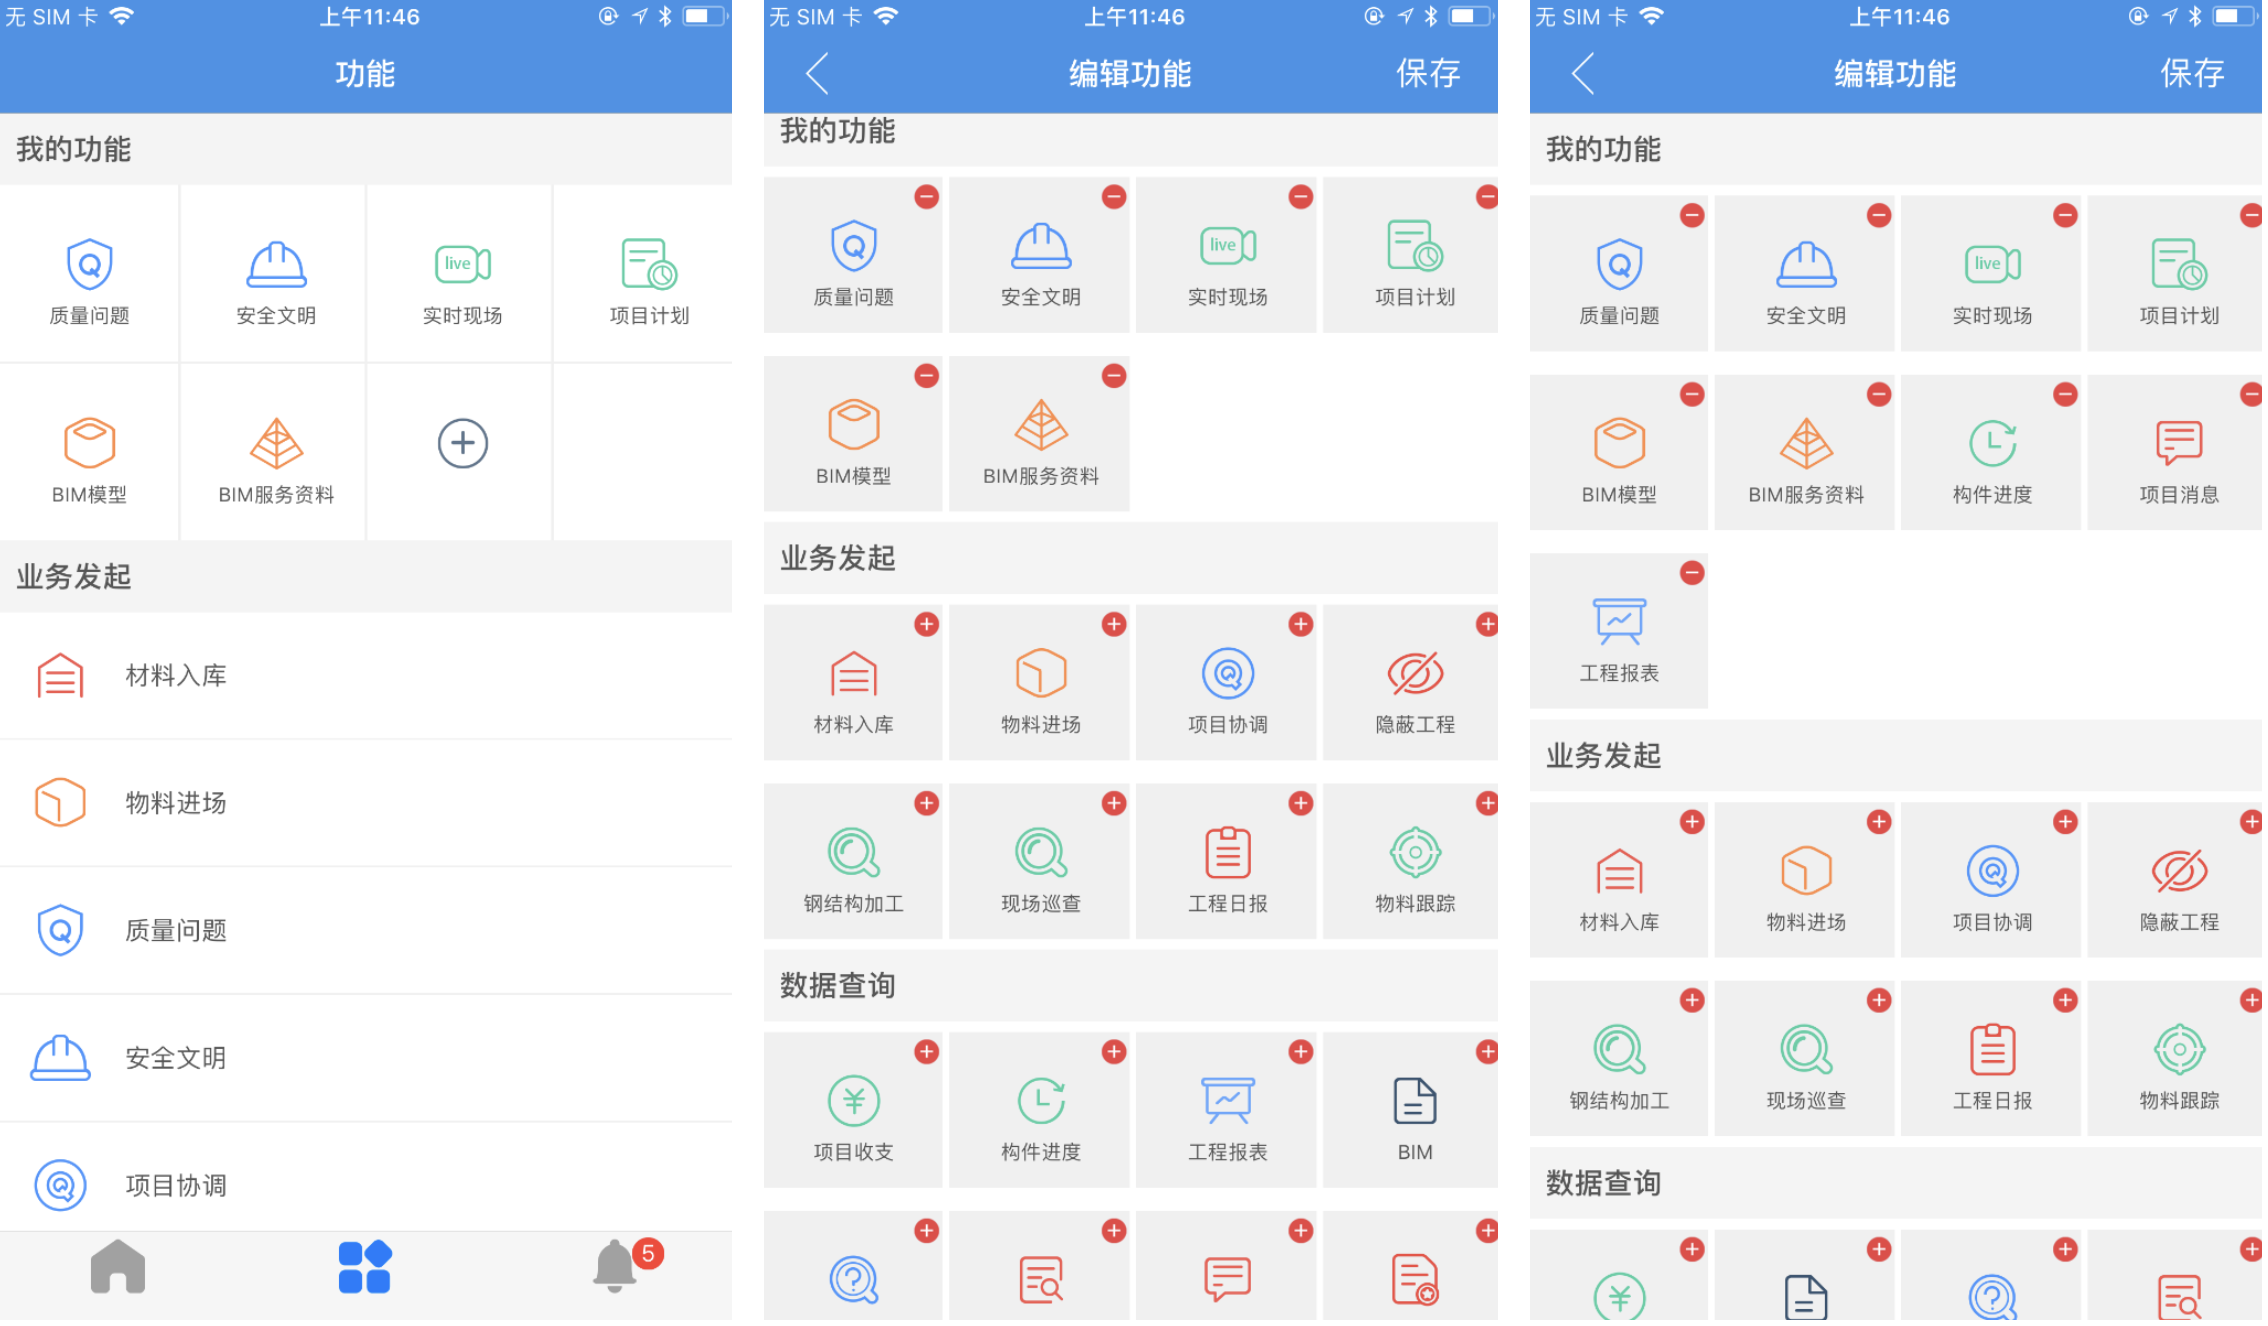 无 SIM 卡
上午11:46
功能
我的功能
live
质量问题
安全文明
实时现场
项目计划
BIM模型
BIM服务资料
业务发起
材料入库
物料进场
质量问题
安全文明
项目协调
5
无 SIM 卡
上午11:46
编辑功能
保存
我的功能
live
质量问题
安全文明
实时现场
项目计划
BIM模型
BIM服务资料
业务发起
材料入库
物料进场
项目协调
隐蔽工程
钢结构加工
现场巡查
工程日报
物料跟踪
数据查询
项目收支
构件进度
工程报表
BIM
无 SIM 卡
上午11:46
编辑功能
保存
我的功能
live
质量问题
安全文明
实时现场
项目计划
BIM模型
BIM服务资料
构件进度
项目消息
工程报表
业务发起
材料入库
物料进场
项目协调
隐蔽工程
钢结构加工
现场巡查
工程日报
物料跟踪
数据查询